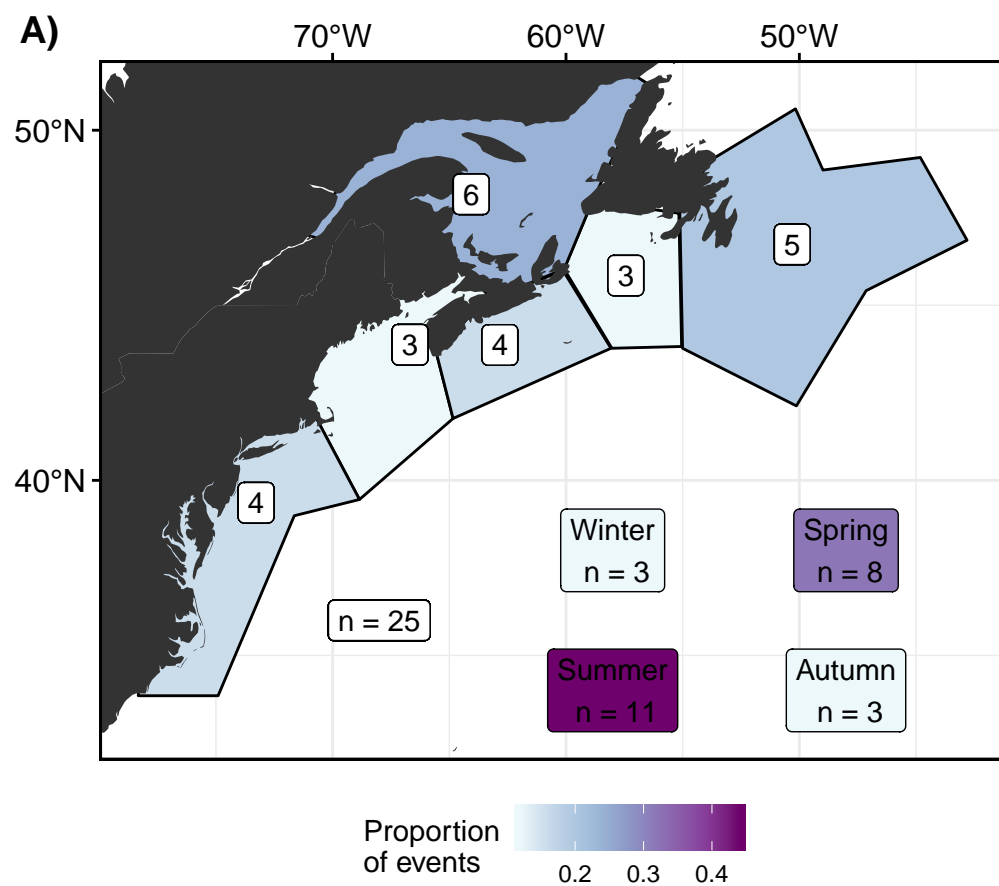 A)
70°W 60°W 50°W
50°N
6
5
3
3
4
40°N
4
Winter
n = 3
Spring
n = 8
n = 25
Summer
n = 11
Autumn
n = 3
Proportion
of events
0.2 0.3 0.4